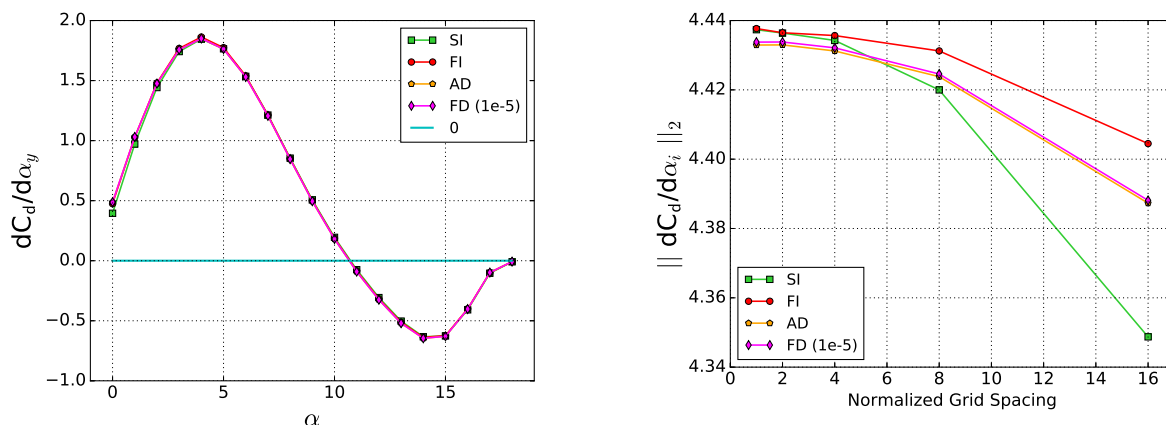 2.0
1.5
1.0
0.5
0.0
−0.5
−1.0
0
5
10
15
dC_d/dα_y
α
SI
FI
AD
FD (1e-5)
0
4.44
4.42
4.40
4.38
4.36
4.34
0 2 4 6 8 10 12 14 16
|| dC_d/dα_i ||_2
Normalized Grid Spacing
SI
FI
AD
FD (1e-5)